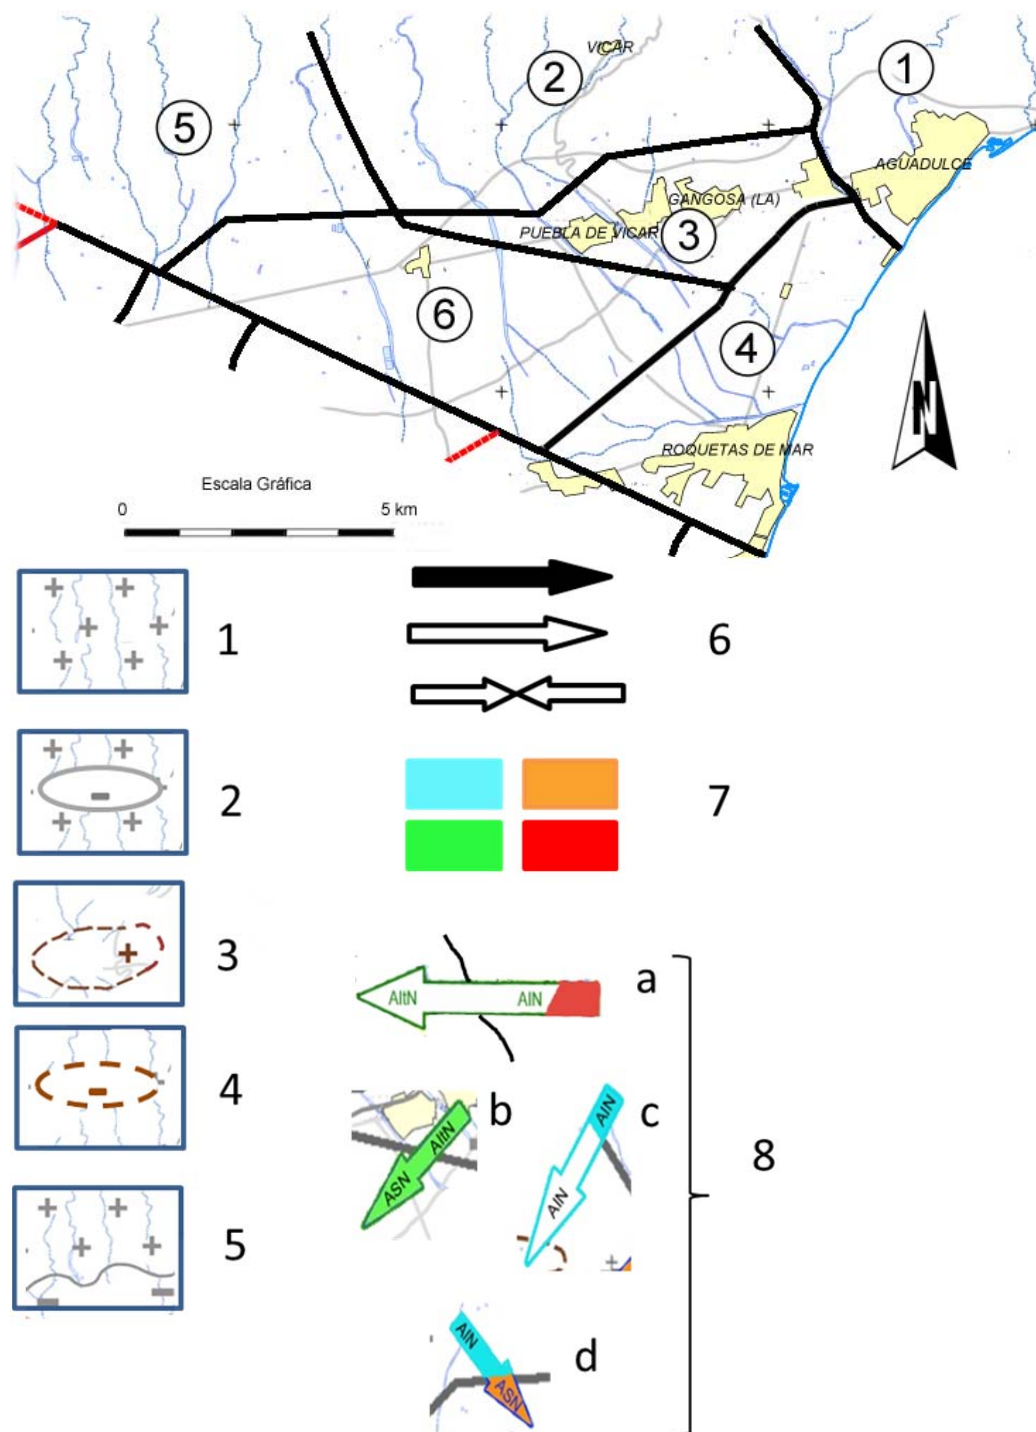 VICAR
2
1
5
AGUADULCE
GANGOSA (LA)
PUEBLA DE VICAR
3
6
4
N
ROQUETAS DE MAR
Escala Gráfica
0 5 km
1
6
2
7
3
a
AltN AIN
4
b
AltN
ASN
c
AIN
AIN
8
5
d
AIN
ASN